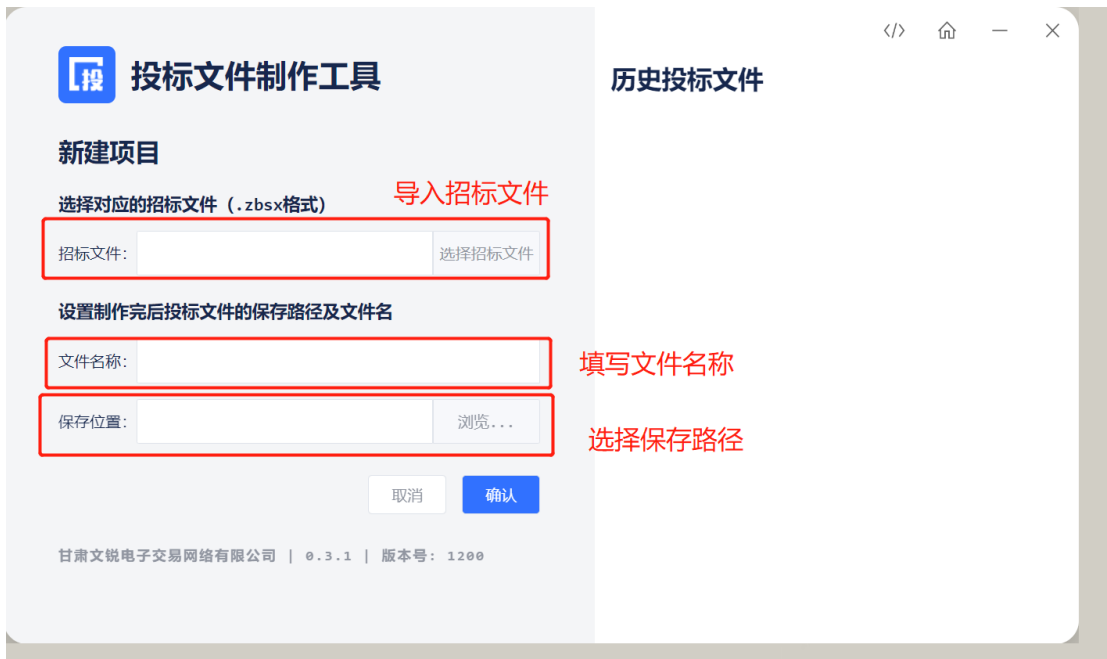 投
投标文件制作工具
历史投标文件
新建项目
导入招标文件
选择对应的招标文件（.zbsx格式）
招标文件：
选择招标文件
设置制作完后投标文件的保存路径及文件名
文件名称：
填写文件名称
保存位置：
浏览...
选择保存路径
取消
确认
甘肃文锐电子交易网络有限公司 | 0.3.1 | 版本号: 1200